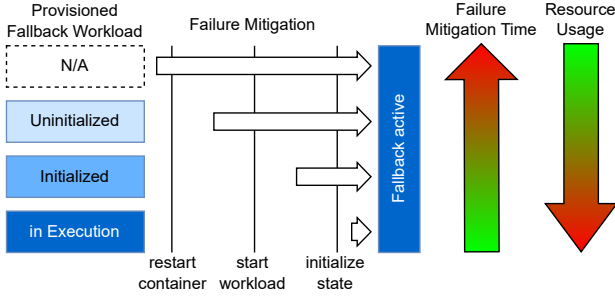 Provisioned
Fallback Workload
Failure Mitigation
Failure
Mitigation Time
Resource
Usage
N/A
Uninitialized
Initialized
in Execution
Fallback active
restart
container
start
workload
initialize
state